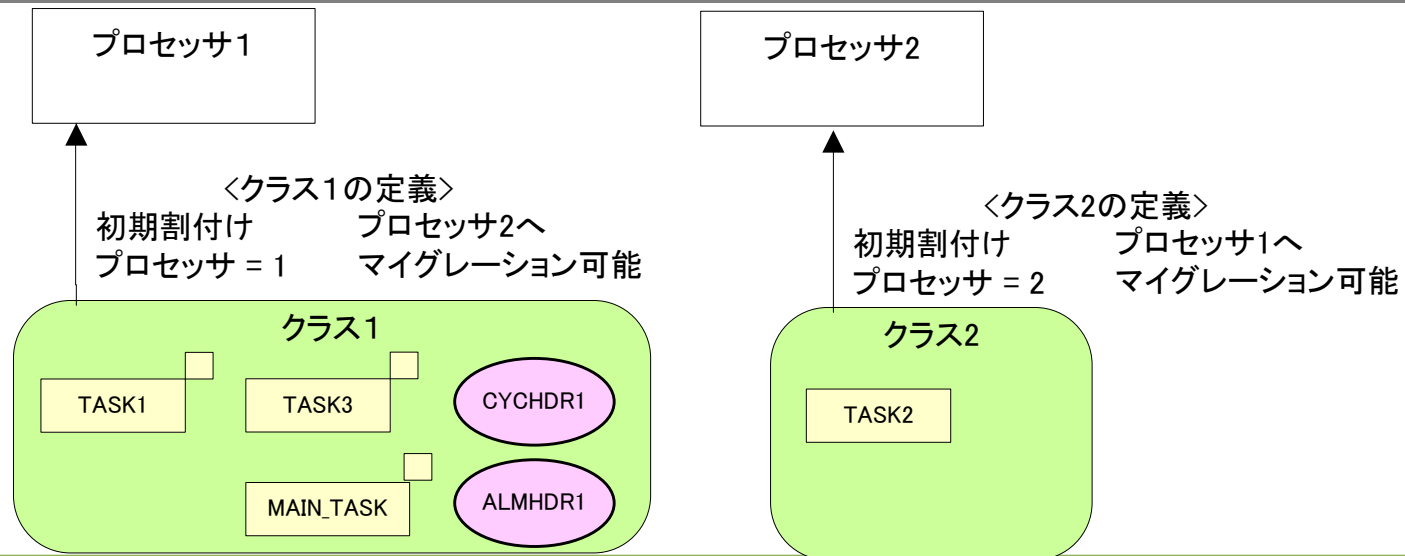 プロセッサ1
プロセッサ2
<クラス1の定義>
初期割付け プロセッサ2へ
プロセッサ = 1 マイグレーション可能
<クラス2の定義>
初期割付け プロセッサ1へ
プロセッサ = 2 マイグレーション可能
クラス1
TASK1
TASK3
CYCHDR1
MAIN_TASK
ALMHDR1
クラス2
TASK2